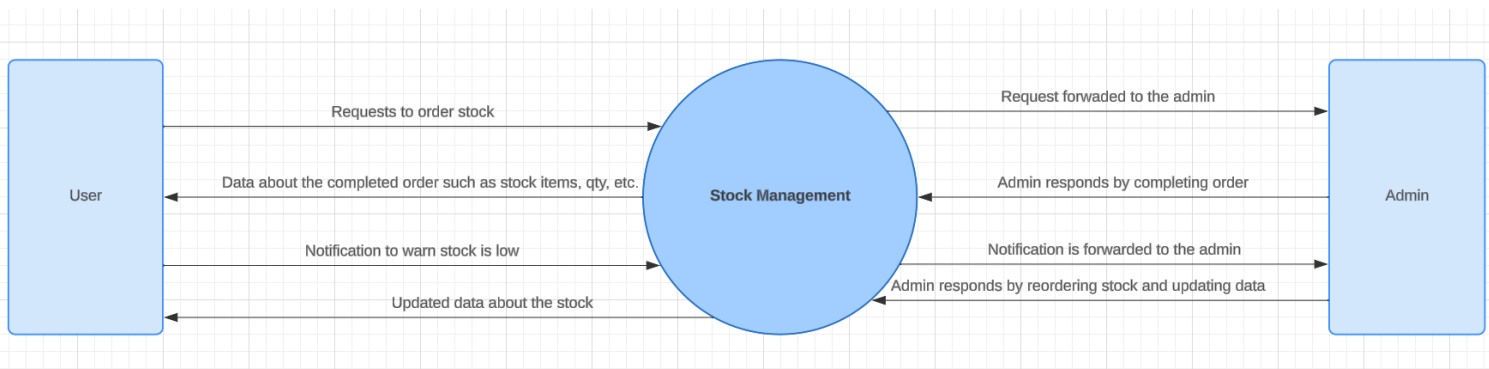 Request forwaded to the admin
Requests to order stock
Data about the completed order such as stock items, qty, etc.
Admin responds by completing order
User
Stock Management
Admin
Notification to warn stock is low
Notification is forwarded to the admin
Admin responds by reordering stock and updating data
Updated data about the stock